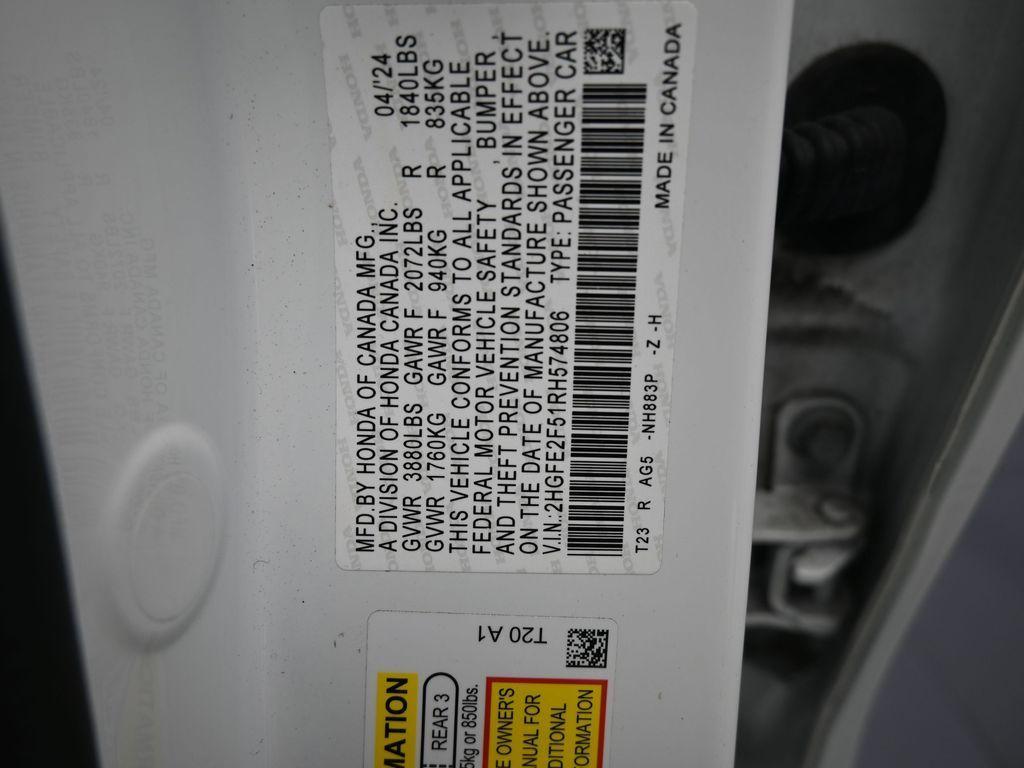 MFD.BY HONDA OF CANADA MFG., 04/'24
A DIVISION OF HONDA CANADA INC.
GVWR 3880LBS GAWR F 2072LBS R 1840LBS
GVWR 1760KG GAWR F 940KG R 835KG
THIS VEHICLE CONFORMS TO ALL APPLICABLE
FEDERAL MOTOR VEHICLE SAFETY, BUMPER,
AND THEFT PREVENTION STANDARDS IN EFFECT
ON THE DATE OF MANUFACTURE SHOWN ABOVE.
V.I.N.:2HGFE2F51RH574806 TYPE:PASSENGER CAR
T23 R AG5 -NH883P -Z -H
MADE IN CANADA
T20 A1
MATION
REAR 3
5kg or 850lbs.
E OWNER'S
NUAL FOR
DITIONAL
ORMATION